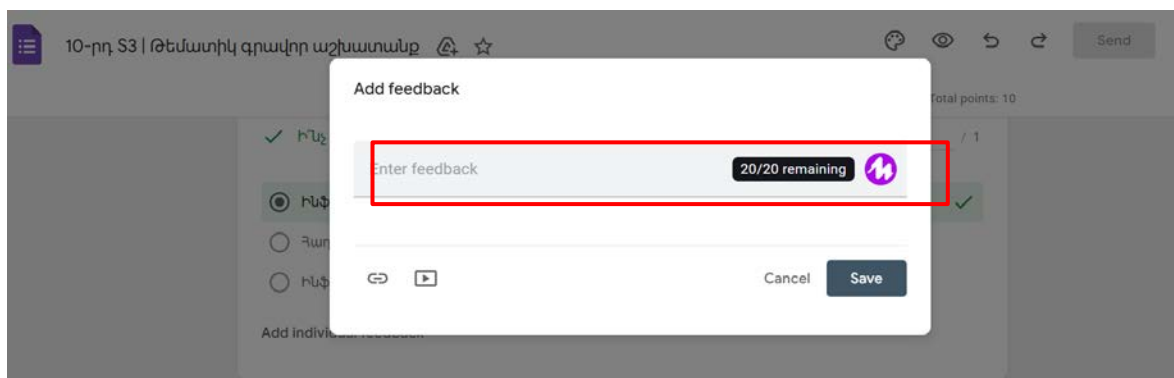 10-րդ S3 | Թեմատիկ գրավոր աշխատանք
Send
Total points: 10
Add feedback
Ինչ
/ 1
Enter feedback
20/20 remaining
Cancel
Save
Add individual feedback